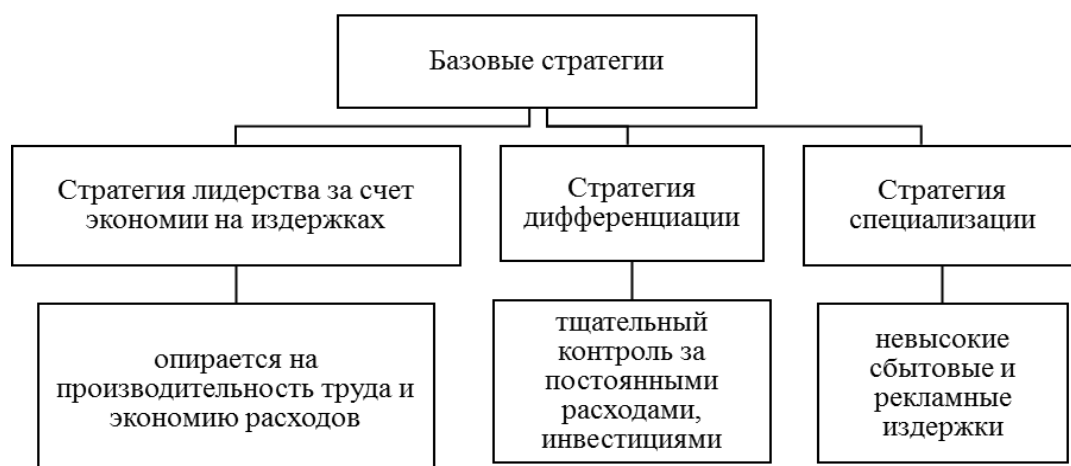 Базовые стратегии
Стратегия лидерства за счет
экономии на издержках
Стратегия
дифференциации
Стратегия
специализации
опирается на
производительность труда и
экономию расходов
тщательный
контроль за
постоянными
расходами,
инвестициями
невысокие
сбытовые и
рекламные
издержки